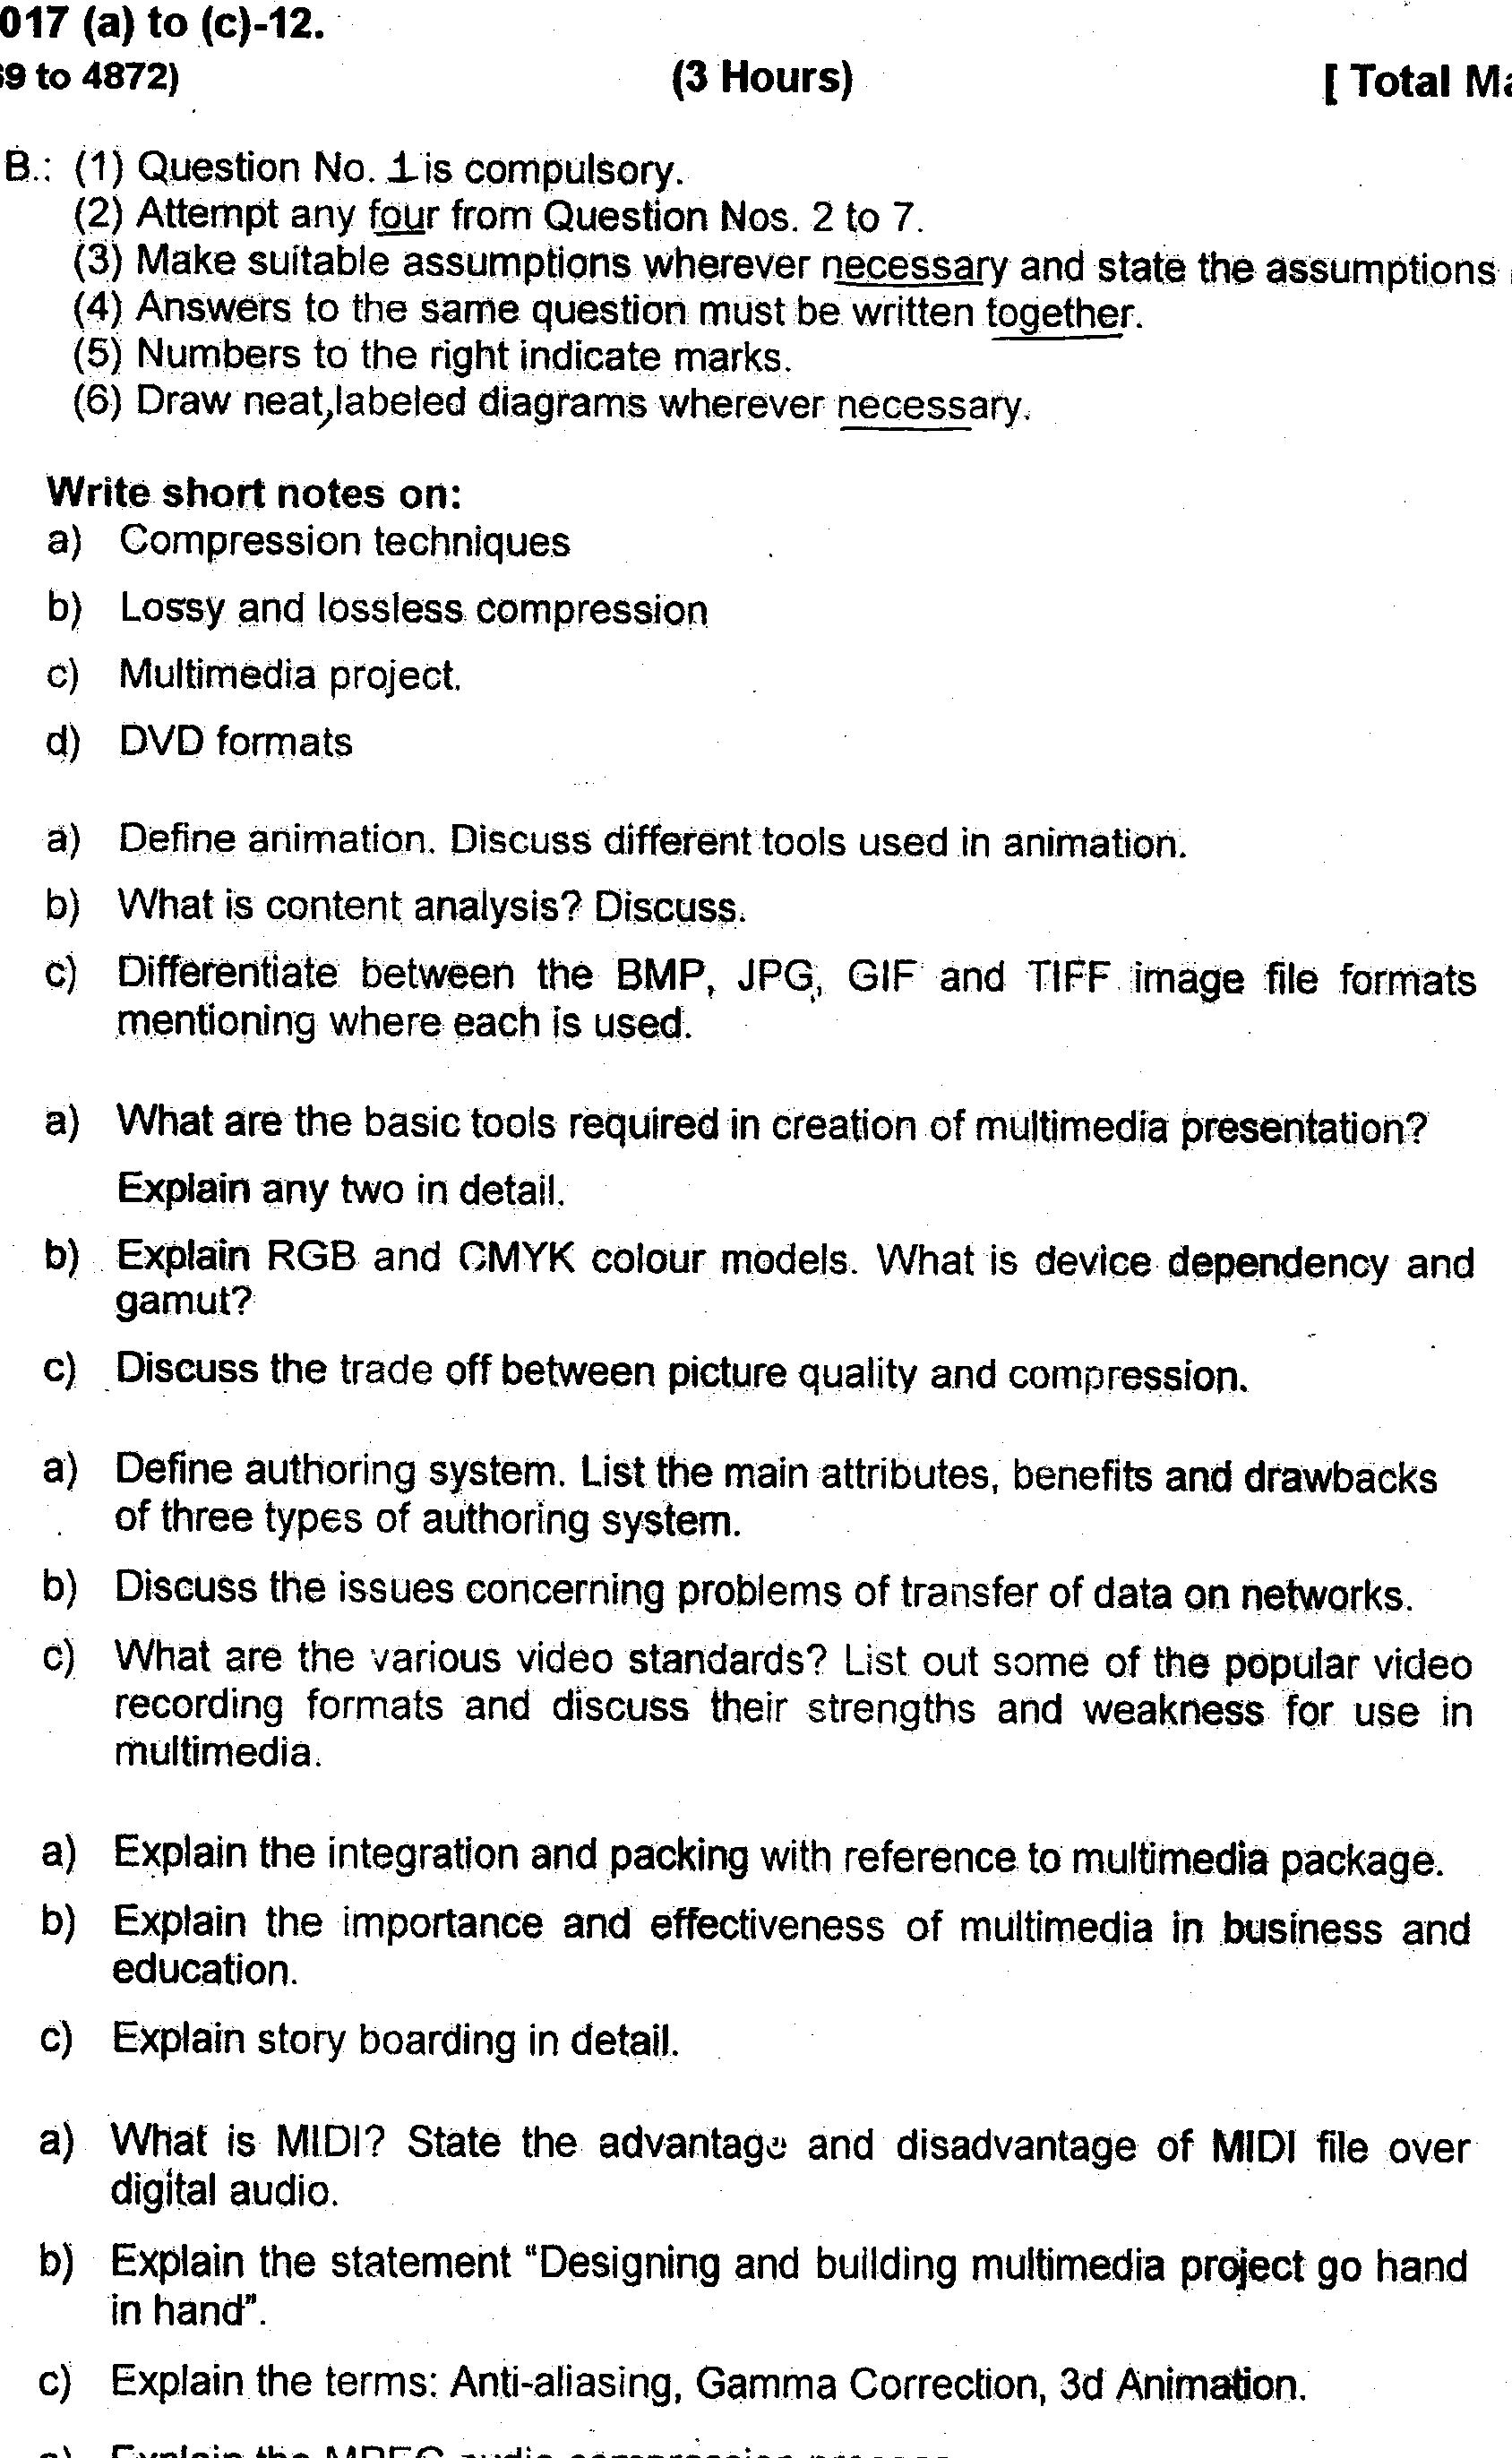 017 (a) to (c)-12.
9 to 4872)
(3 Hours)
[ Total
B.: (1) Question No. 1 is compulsory.
(2) Attempt any four from Question Nos. 2 to 7.
(3) Make suitable assumptions wherever necessary and state the assumptions
(4) Answers to the same question must be written together.
(5) Numbers to the right indicate marks.
(6) Draw neat, labeled diagrams wherever necessary.
Write short notes on:
a) Compression techniques
b) Lossy and lossless compression
c) Multimedia project.
d) DVD formats
a) Define animation. Discuss different tools used in animation.
b) What is content analysis? Discuss.
c) Differentiate between the BMP, JPG, GIF and TIFF image file formats
mentioning where each is used.
a) What are the basic tools required in creation of multimedia presentation?
Explain any two in detail.
b) Explain RGB and CMYK colour models. What is device dependency and
gamut?
c) Discuss the trade off between picture quality and compression.
a) Define authoring system. List the main attributes, benefits and drawbacks
of three types of authoring system.
b) Discuss the issues concerning problems of transfer of data on networks.
c) What are the various video standards? List out some of the popular video
recording formats and discuss their strengths and weakness for use in
multimedia.
a) Explain the integration and packing with reference to multimedia package.
b) Explain the importance and effectiveness of multimedia in business and
education.
c) Explain story boarding in detail.
a) What is MIDI? State the advantage and disadvantage of MIDI file over
digital audio.
b) Explain the statement "Designing and building multimedia project go hand
in hand".
c) Explain the terms: Anti-aliasing, Gamma Correction, 3d Animation.